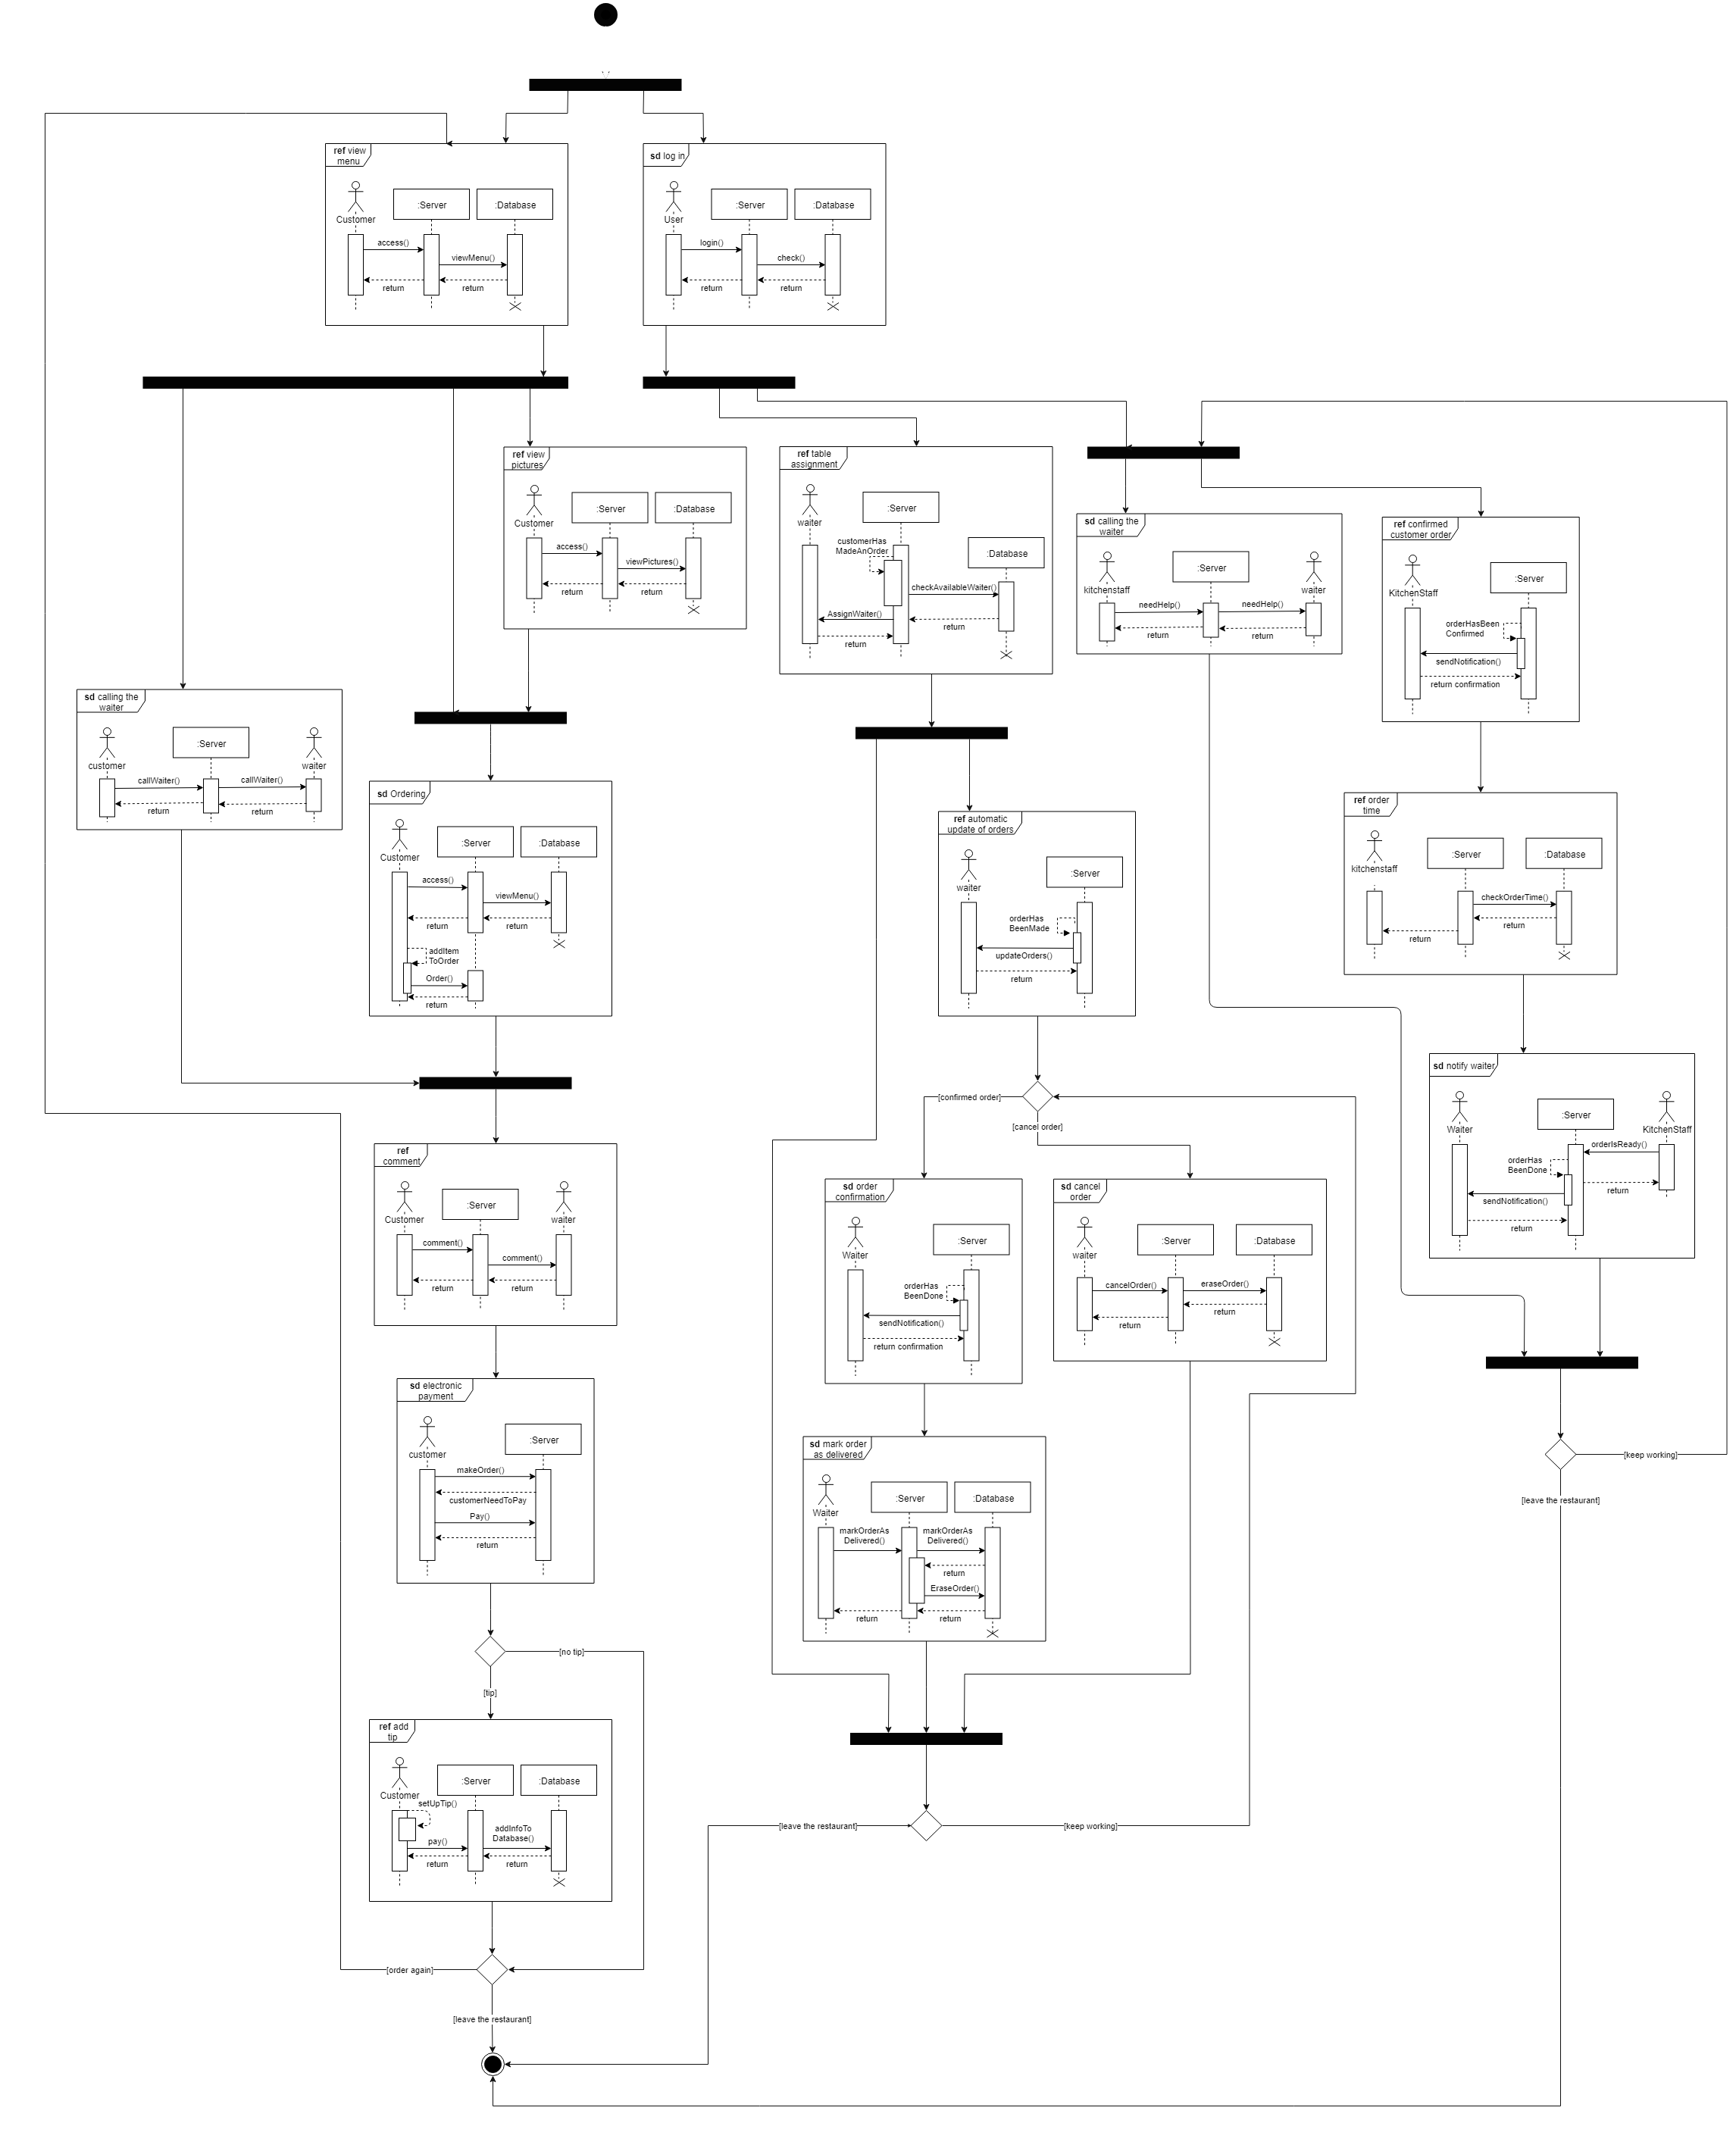 ref view
menu
Customer
:Server
:Database
access()
viewMenu()
return
return
sd log in
User
:Server
:Database
login()
check()
return
return
ref view
pictures
Customer
:Server
:Database
access()
viewPictures()
return
return
ref table
assignment
waiter
:Server
customerHas
MadeAnOrder
:Database
checkAvailableWaiter()
AssignWaiter()
return
return
sd calling the
waiter
kitchenstaff
:Server
waiter
needHelp()
needHelp()
return
return
ref confirmed
customer order
KitchenStaff
:Server
orderHasBeen
Confirmed
sendNotification()
return confirmation
sd calling the
waiter
customer
:Server
waiter
callWaiter()
callWaiter()
return
return
sd Ordering
Customer
:Server
:Database
access()
viewMenu()
return
return
addItem
ToOrder
Order()
return
ref automatic
update of orders
waiter
:Server
orderHas
BeenMade
updateOrders()
return
ref order
time
kitchenstaff
:Server
:Database
checkOrderTime()
return
return
sd notify waiter
Waiter
:Server
KitchenStaff
orderIsReady()
orderHas
BeenDone
return
sendNotification()
return
[confirmed order]
[cancel order]
ref
comment
Customer
:Server
waiter
comment()
comment()
return
return
sd order
confirmation
Waiter
:Server
orderHas
BeenDone
sendNotification()
return confirmation
sd cancel
order
waiter
:Server
:Database
cancelOrder()
eraseOrder()
return
return
sd electronic
payment
customer
:Server
makeOrder()
customerNeedToPay
Pay()
return
sd mark order
as delivered
Waiter
:Server
:Database
markOrderAs
Delivered()
markOrderAs
Delivered()
return
EraseOrder()
return
return
[keep working]
[leave the restaurant]
[no tip]
[tip]
ref add
tip
Customer
:Server
:Database
setUpTip()
pay()
addInfoTo
Database()
return
return
[leave the restaurant]
[keep working]
[order again]
[leave the restaurant]